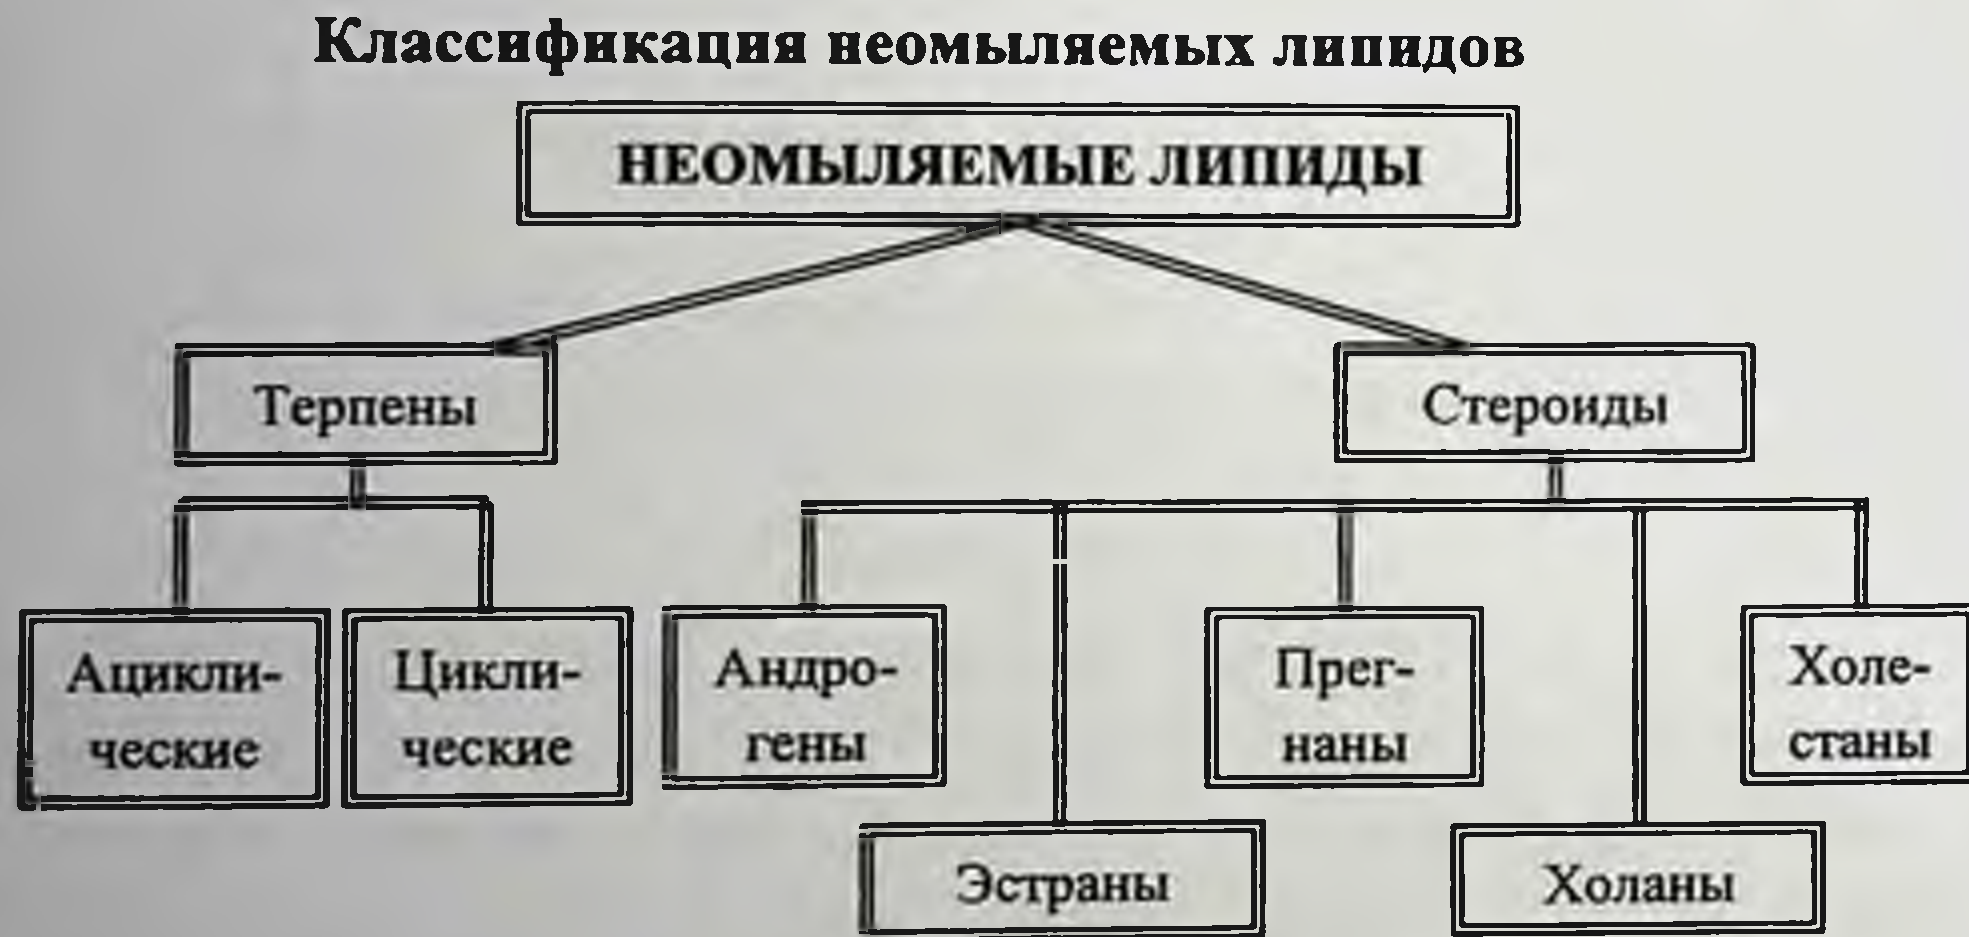 Классификация неомыляемых липидов
НЕОМЫЛЯЕМЫЕ ЛИПИДЫ
Терпены
Стероиды
Ацикли-
ческие
Цикли-
ческие
Андро-
гены
Прег-
наны
Холе-
станы
Эстраны
Холаны